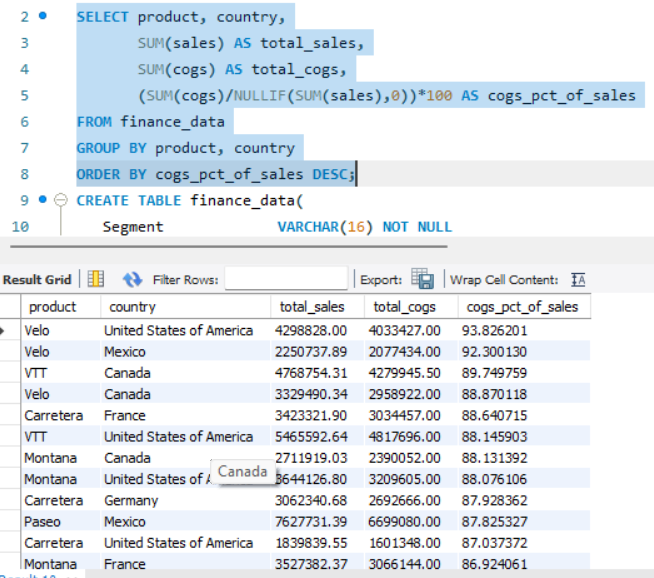 2 SELECT product, country,
3 SUM(sales) AS total_sales,
4 SUM(cogs) AS total_cogs,
5 (SUM(cogs)/NULLIF(SUM(sales),0))*100 AS cogs_pct_of_sales
6 FROM finance_data
7 GROUP BY product, country
8 ORDER BY cogs_pct_of_sales DESC;
9 CREATE TABLE finance_data(
10 Segment VARCHAR(16) NOT NULL
Result Grid Filter Rows: Export: Wrap Cell Content: IA
product country total_sales total_cogs cogs_pct_of_sales
Velo United States of America 4298828.00 4033427.00 93.826201
Velo Mexico 2250737.89 2077434.00 92.300130
VTT Canada 4768754.31 4279945.50 89.749759
Velo Canada 3329490.34 2958922.00 88.870118
Carretera France 3423321.90 3034457.00 88.640715
VTT United States of America 5465592.64 4817696.00 88.145903
Montana Canada 2711919.03 2390052.00 88.131392
Montana United States of 3644126.80 3209605.00 88.076106
Canada
Carretera Germany 3062340.68 2692666.00 87.928362
Paseo Mexico 7627731.39 6699080.00 87.825327
Carretera United States of America 1839839.55 1601348.00 87.037372
Montana France 3527382.37 3066144.00 86.924061